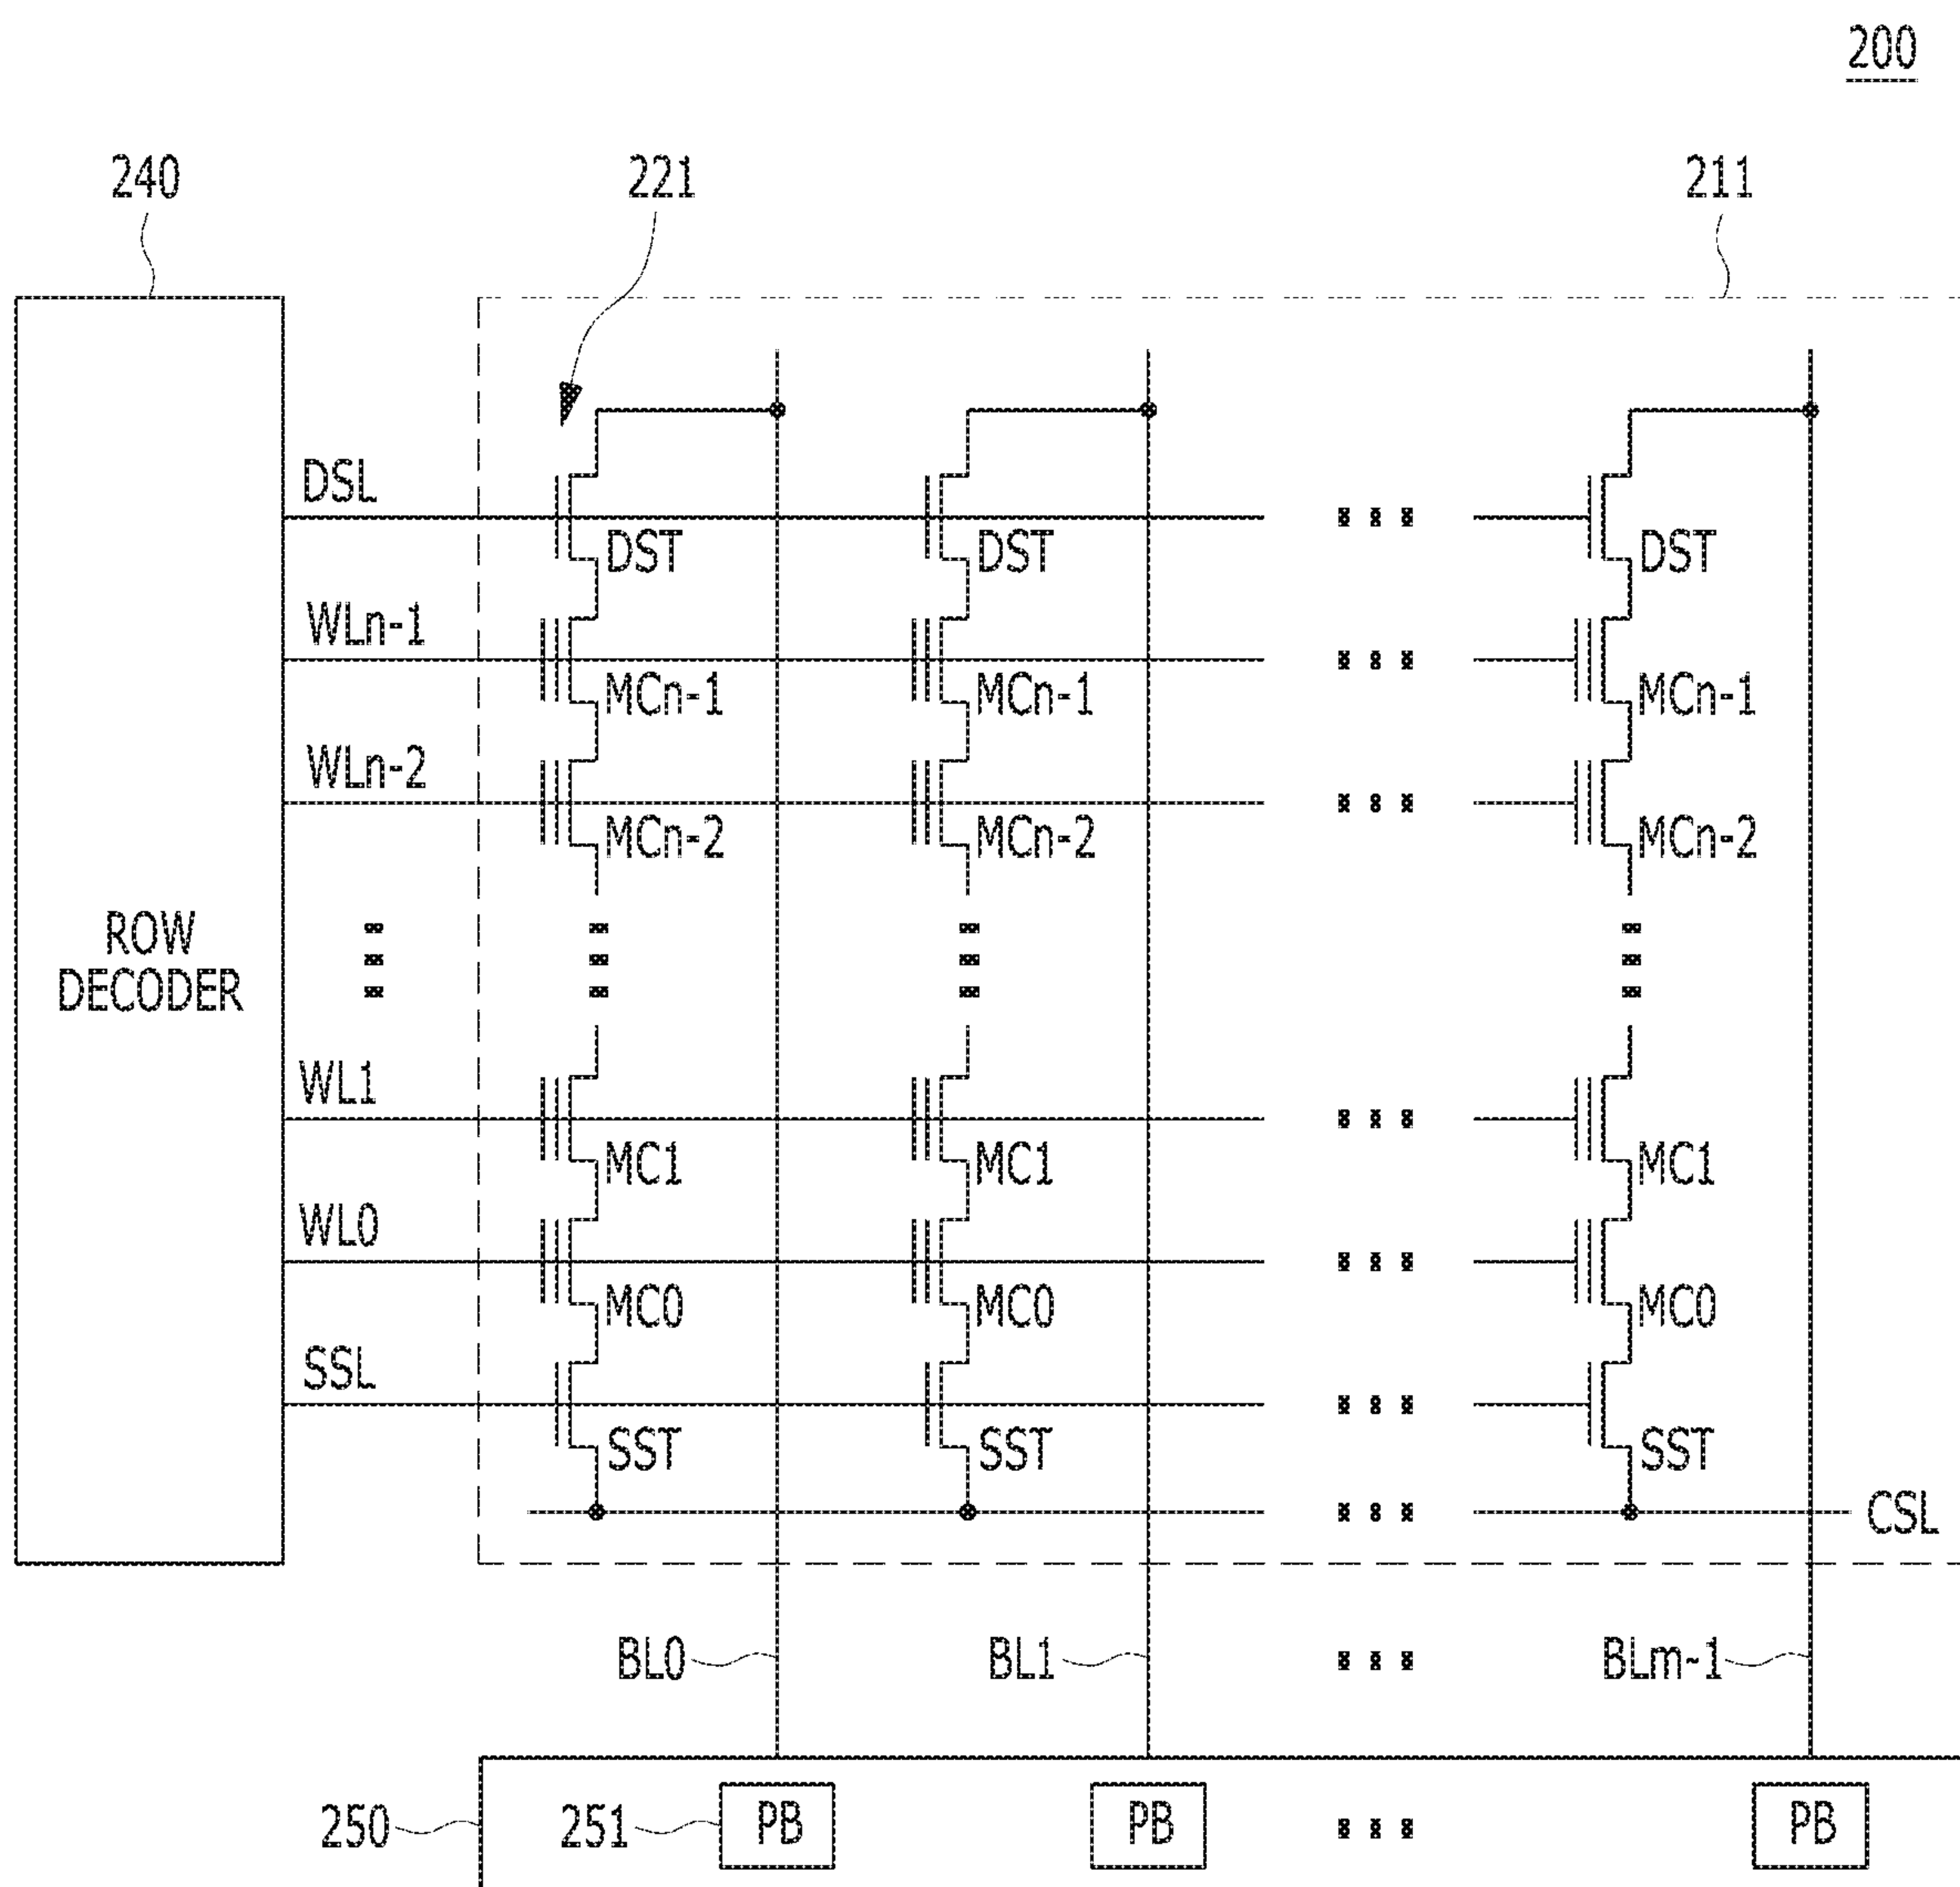 200
240
221
211
DSL
DST DST DST
WLn-1
MCn-1 MCn-1 MCn-1
WLn-2
MCn-2 MCn-2 MCn-2
ROW
DECODER
WL1
MC1 MC1 MC1
WL0
MC0 MC0 MC0
SSL
SST SST SST
CSL
BL0 BL1 BLm-1
250 251 PB PB PB